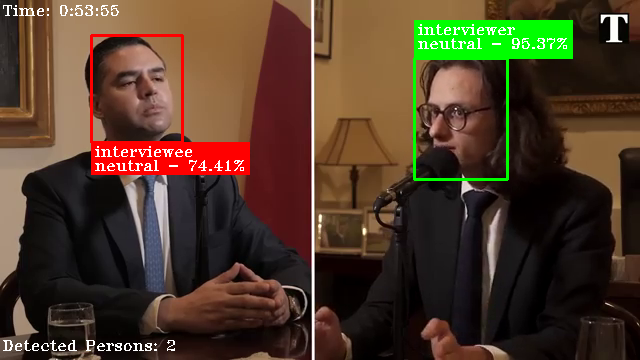 Time: 0:53:55
interviewer
neutral - 95.37%
T
interviewee
neutral - 74.41%
Detected Persons: 2